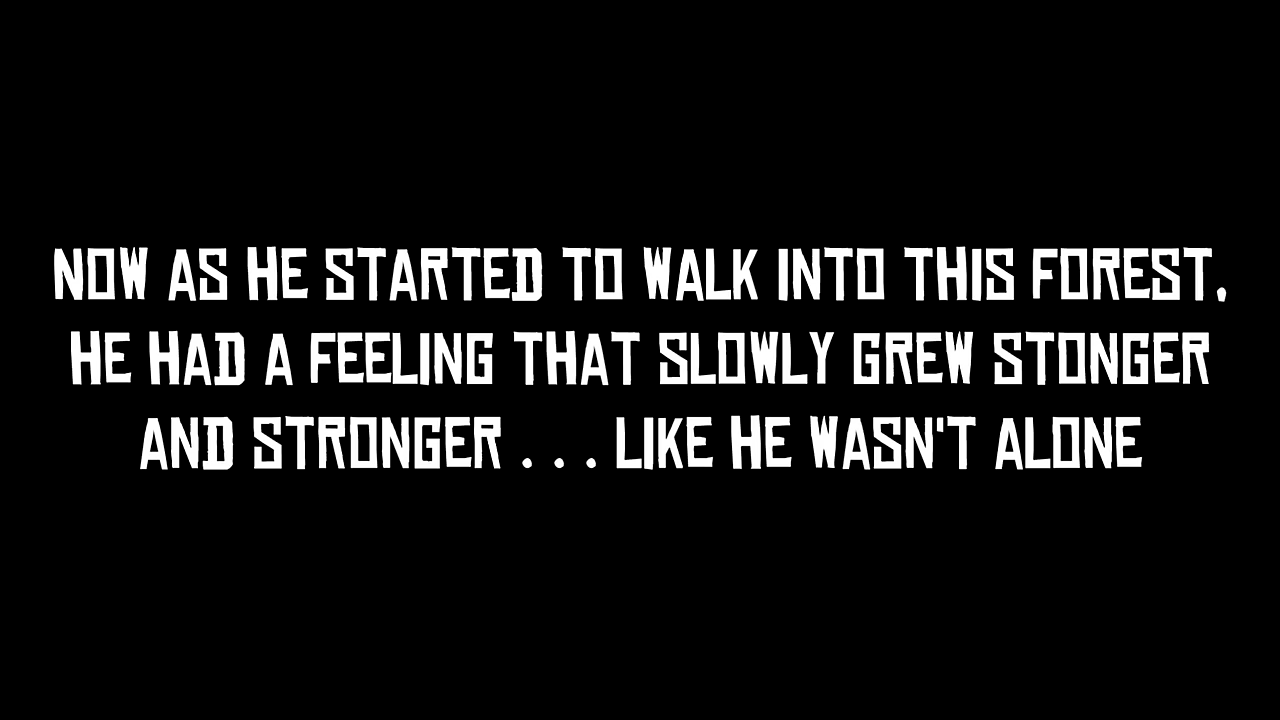 NOW AS HE STARTED TO WALK INTO THIS FOREST,
HE HAD A FEELING THAT SLOWLY GREW STONGER
AND STRONGER . . . LIKE HE WASN'T ALONE